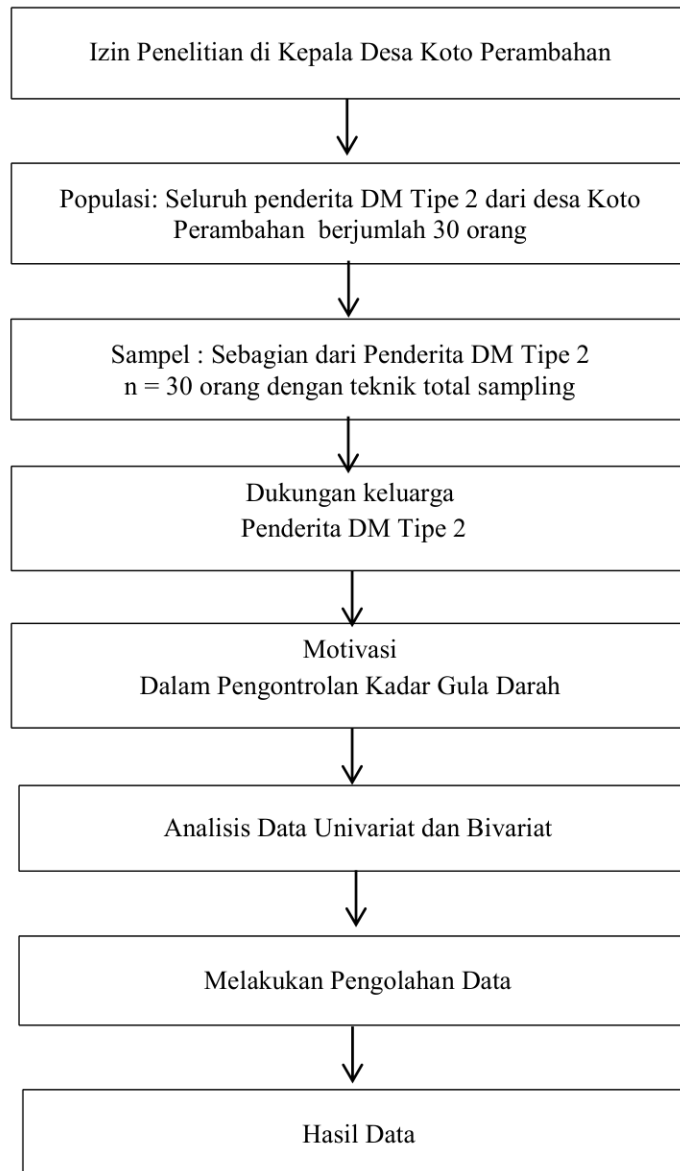 Izin Penelitian di Kepala Desa Koto Perambahan
Populasi: Seluruh penderita DM Tipe 2 dari desa Koto
Perambahan berjumlah 30 orang
Sampel : Sebagian dari Penderita DM Tipe 2
n = 30 orang dengan teknik total sampling
Dukungan keluarga
Penderita DM Tipe 2
Motivasi
Dalam Pengontrolan Kadar Gula Darah
Analisis Data Univariat dan Bivariat
Melakukan Pengolahan Data
Hasil Data